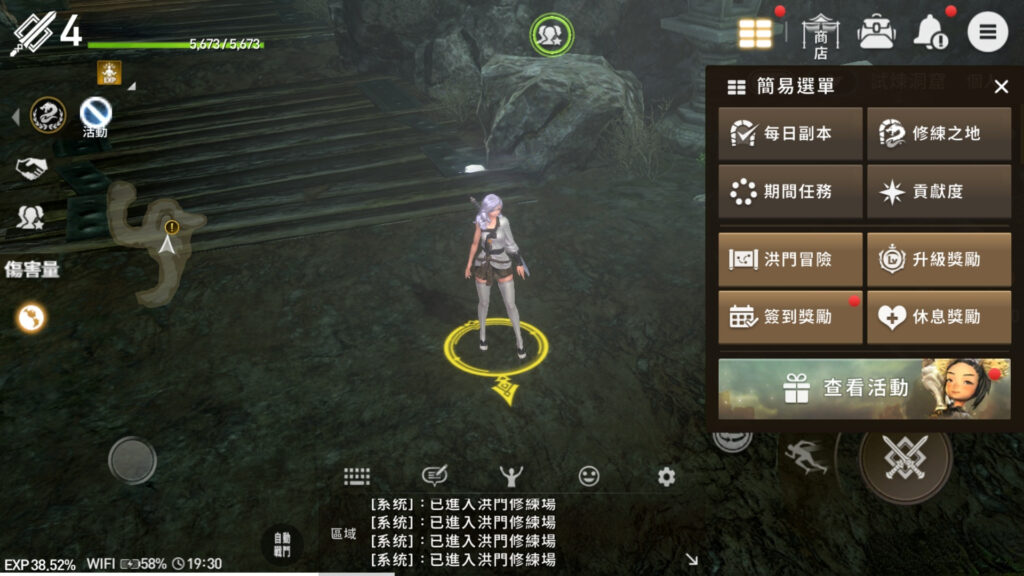 4
5,673/5,673
商店
活動
簡易選單
每日副本
修練之地
期間任務
貢獻度
傷害量
洪門冒險
升級獎勵
簽到獎勵
休息獎勵
查看活動
[系統]:已進入洪門修練場
區域
[系統]:已進入洪門修練場
自動戰鬥
[系統]:已進入洪門修練場
[系統]:已進入洪門修練場
EXP 38.52% WIFI 58% 19:30